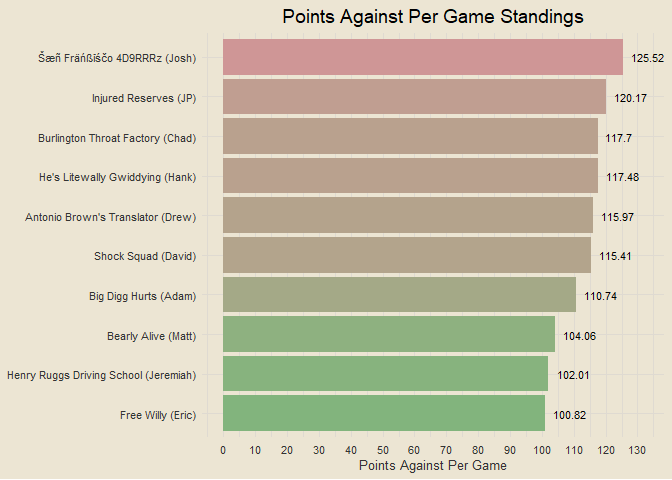 Points Against Per Game Standings
Šæñ Fráńßíščo 4D9RRRz (Josh)
125.52
Injured Reserves (JP)
120.17
Burlington Throat Factory (Chad)
117.7
He's Litewally Gwiddying (Hank)
117.48
Antonio Brown's Translator (Drew)
115.97
Shock Squad (David)
115.41
Big Digg Hurts (Adam)
110.74
Bearly Alive (Matt)
104.06
Henry Ruggs Driving School (Jeremiah)
102.01
Free Willy (Eric)
100.82
0 10 20 30 40 50 60 70 80 90 100 110 120 130
Points Against Per Game